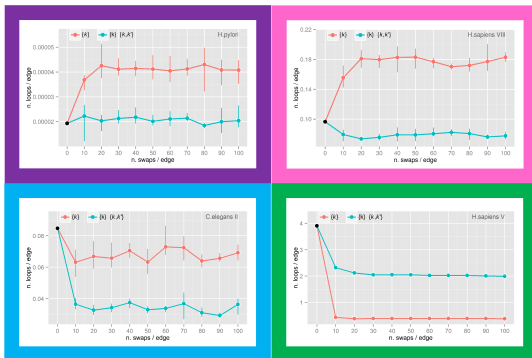 {k} {k} {k,k'} H.pylori
0.00005
0.00004
0.00003
0.00002
n. loops / edge
0 10 20 30 40 50 60 70 80 90 100
n. swaps / edge
{k} {k} {k,k'} H.sapiens VIII
0.22
0.18
0.14
0.10
n. loops / edge
0 10 20 30 40 50 60 70 80 90 100
n. swaps / edge
{k} {k} {k,k'} C.elegans II
0.08
0.06
0.04
n. loops / edge
0 10 20 30 40 50 60 70 80 90 100
n. swaps / edge
{k} {k} {k,k'} H.sapiens V
4
3
2
1
n. loops / edge
0 10 20 30 40 50 60 70 80 90 100
n. swaps / edge